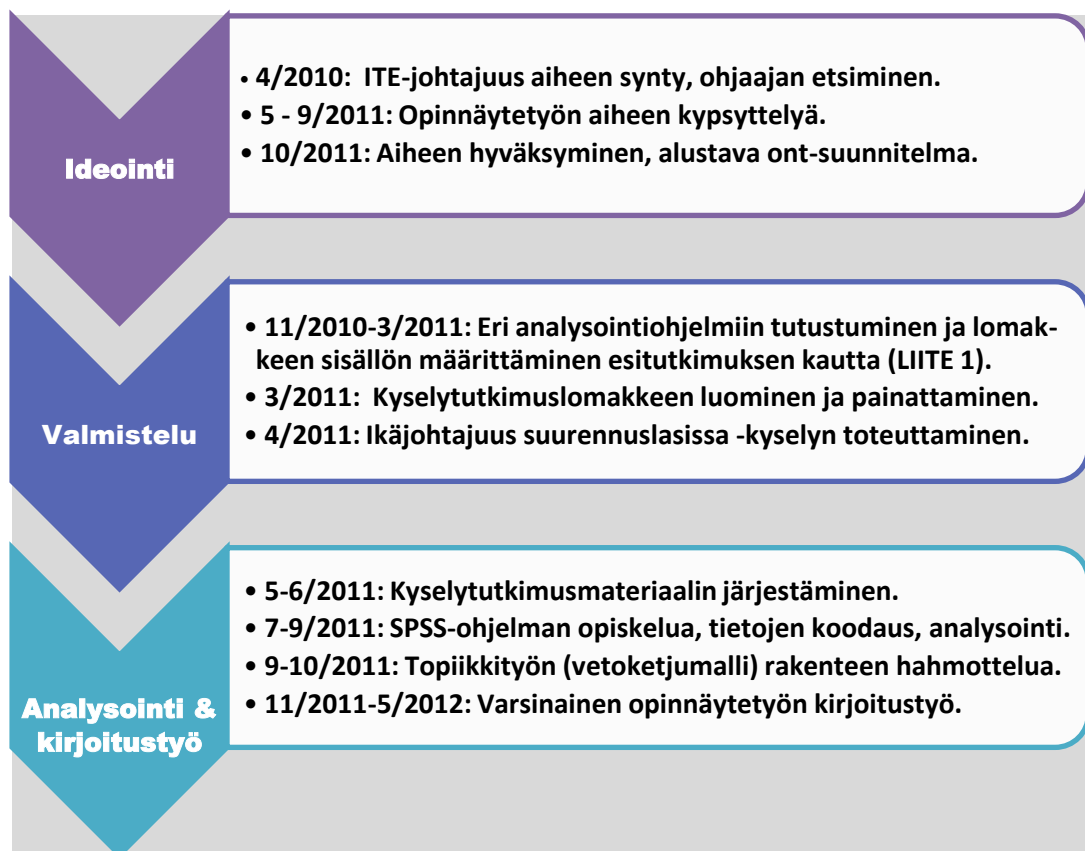 Ideointi
• 4/2010: ITE-johtajuus aiheen synty, ohjaajan etsiminen.
• 5 - 9/2011: Opinnäytetyön aiheen kypsyttelyä.
• 10/2011: Aiheen hyväksyminen, alustava ont-suunnitelma.
Valmistelu
• 11/2010-3/2011: Eri analysointiohjelmiin tutustuminen ja lomak-
keen sisällön määrittäminen esitutkimuksen kautta (LIITE 1).
• 3/2011: Kyselytutkimuslomakkeen luominen ja painattaminen.
• 4/2011: Ikäjohtajuus suurennuslasissa -kyselyn toteuttaminen.
Analysointi &
kirjoitustyö
• 5-6/2011: Kyselytutkimusmateriaalin järjestäminen.
• 7-9/2011: SPSS-ohjelman opiskelua, tietojen koodaus, analysointi.
• 9-10/2011: Topiikkityön (vetoketjumalli) rakenteen hahmottelua.
• 11/2011-5/2012: Varsinainen opinnäytetyön kirjoitustyö.